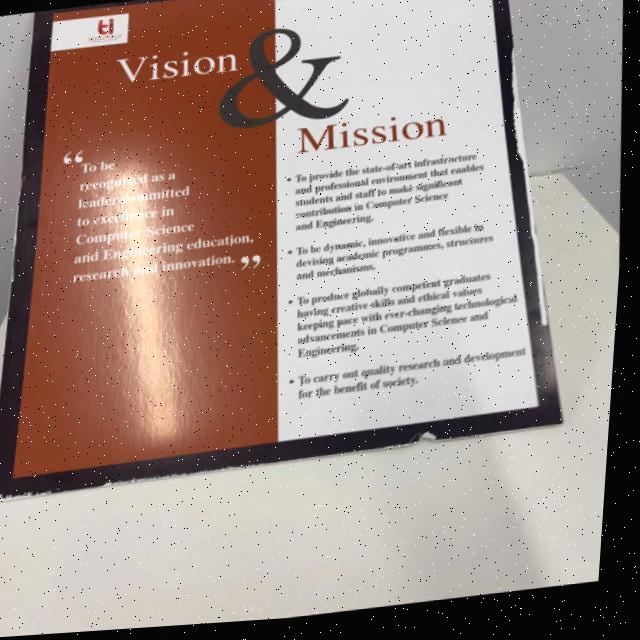 ti
Vision
&
Mission
“To be
recognised as a
leader committed
to excellence in
Computer Science
and Engineering education,
research and innovation.”
• To provide the state-of-art infrastructure
and professional environment that enables
students and staff to make significant
contribution in Computer Science
and Engineering.
• To be dynamic, innovative and flexible in
devising academic programmes, structures
and mechanisms.
• To produce globally competent graduates
having creative skills and ethical values
keeping pace with ever-changing technological
advancements in Computer Science and
Engineering.
• To carry out quality research and development
for the benefit of society.